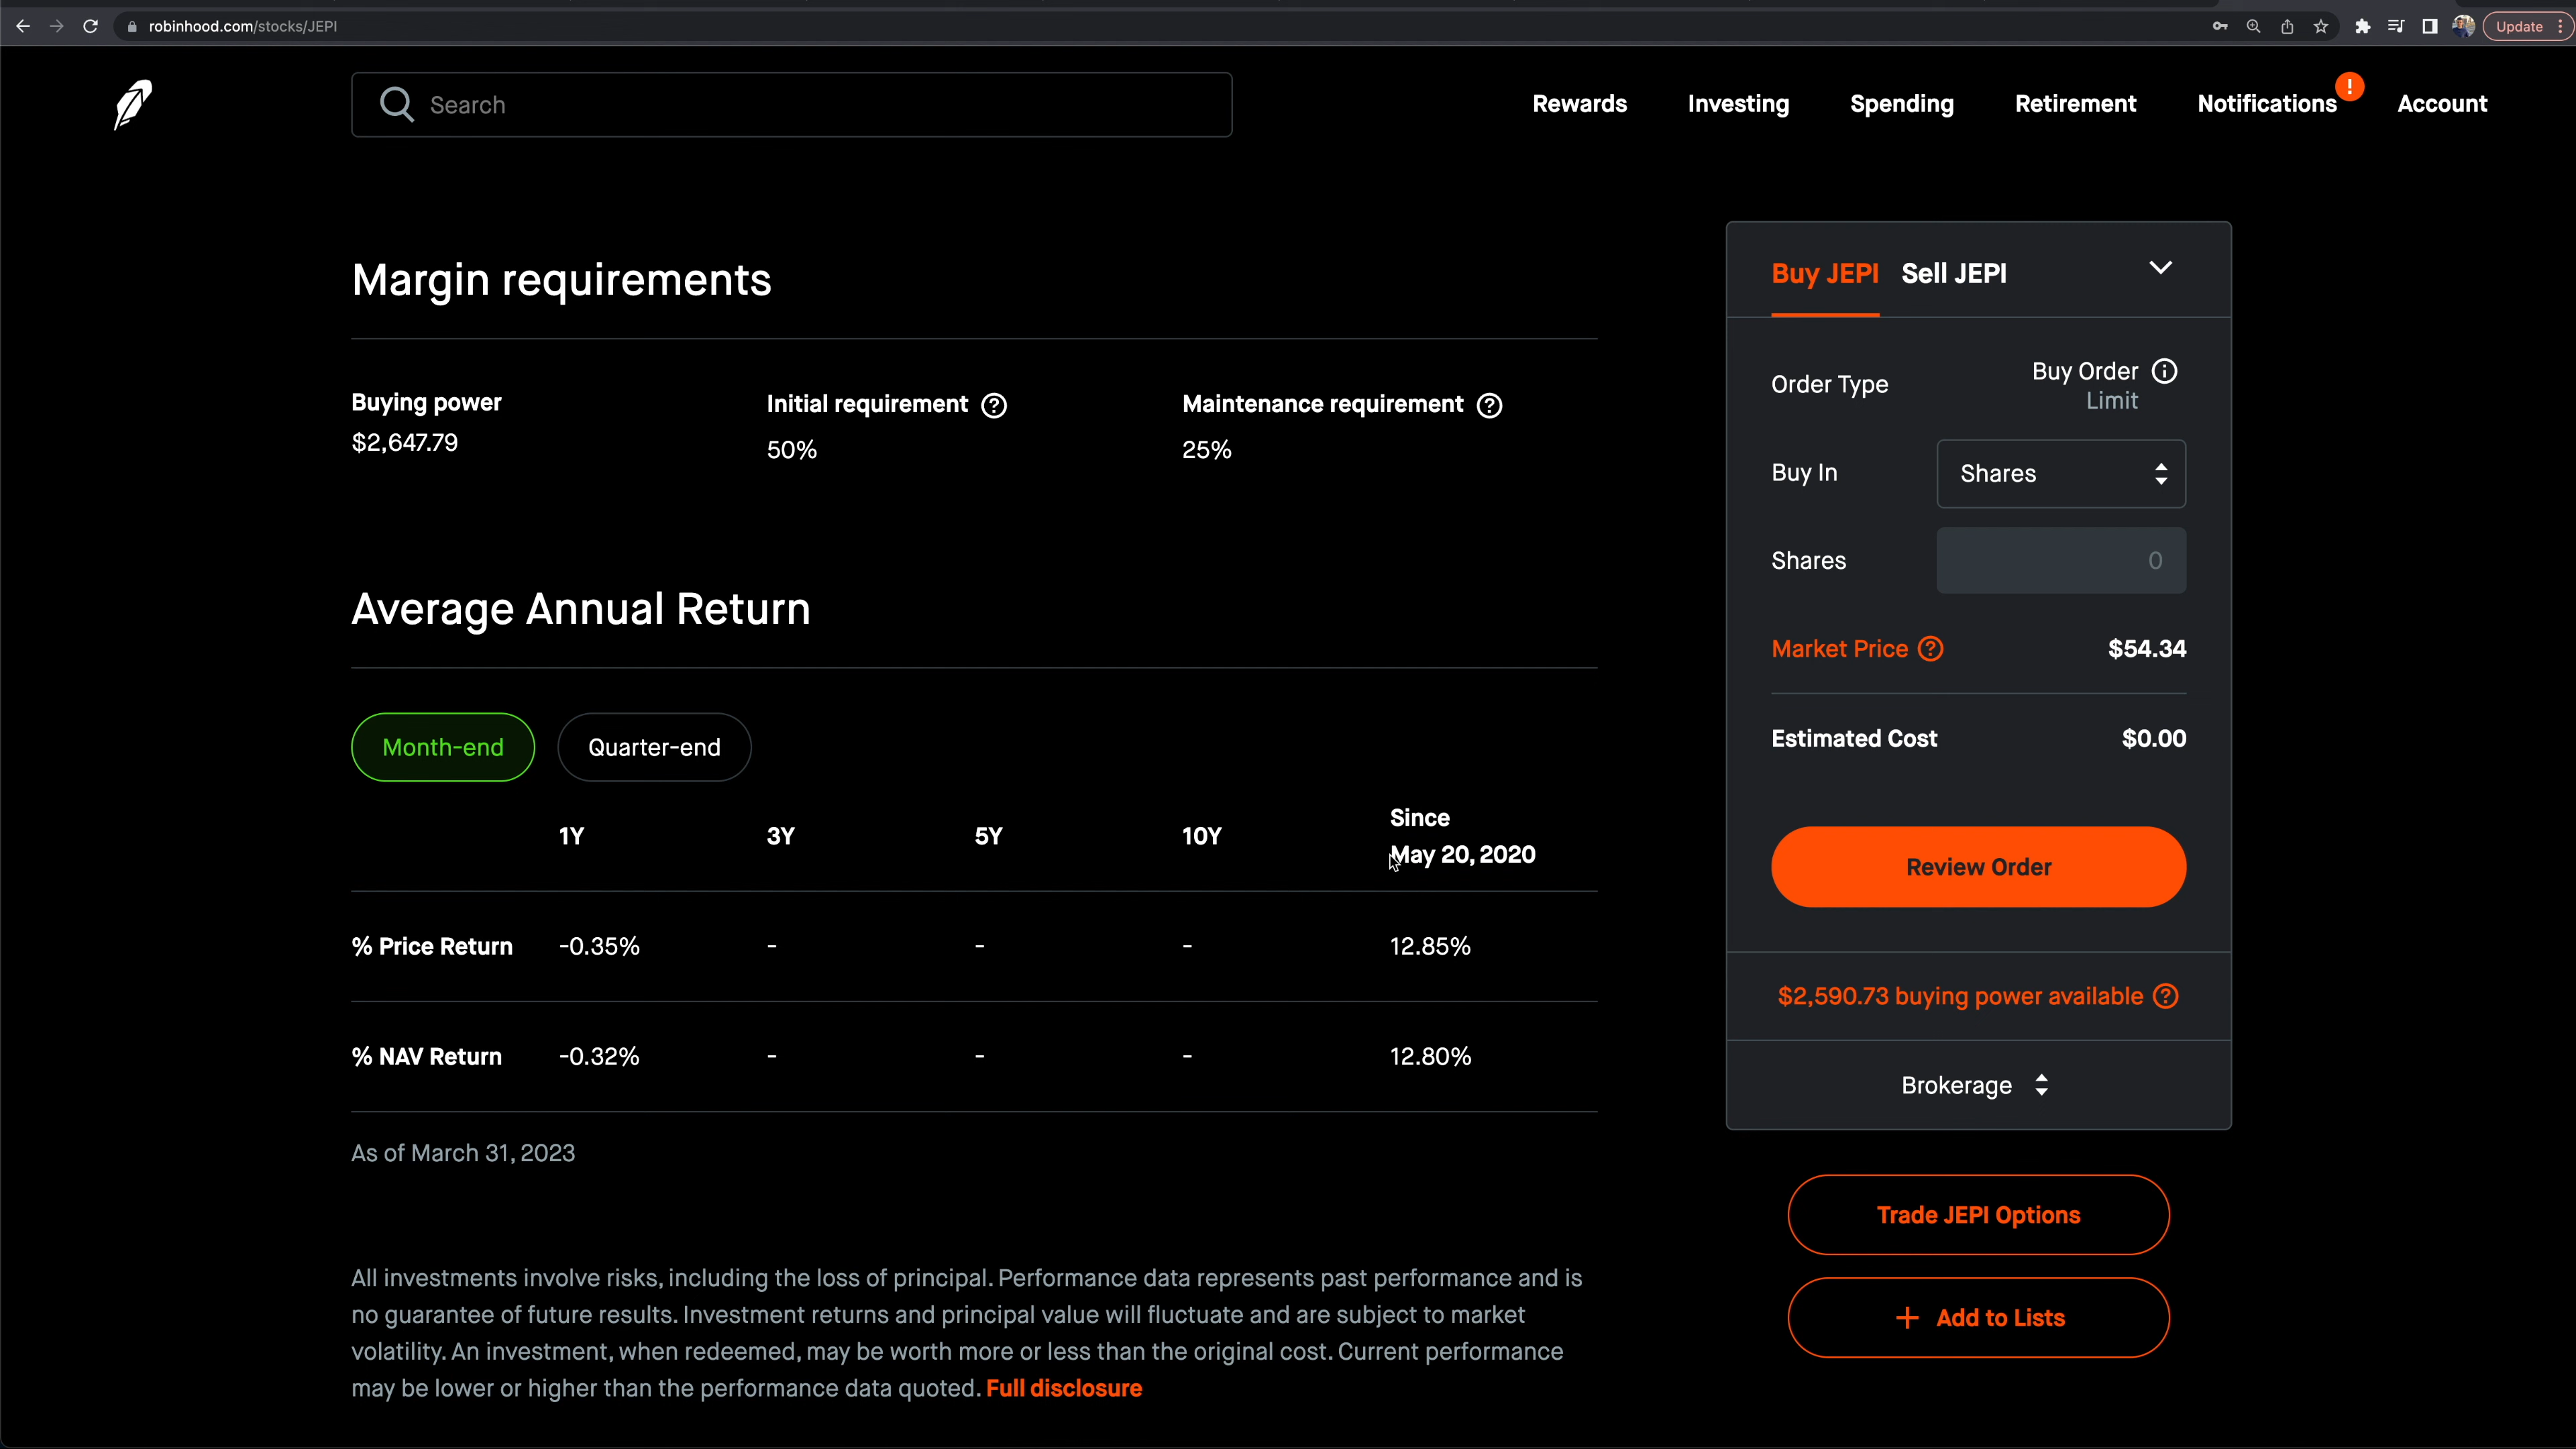 robinhood.com/stocks/JEPI
Update
Search
Rewards
Investing
Spending
Retirement
Notifications
!
Account
Margin requirements
Buying power
$2,647.79
Initial requirement ?
50%
Maintenance requirement ?
25%
Average Annual Return
Month-end
Quarter-end
1Y
3Y
5Y
10Y
Since
May 20, 2020
% Price Return -0.35% - - - 12.85%
% NAV Return -0.32% - - - 12.80%
As of March 31, 2023
All investments involve risks, including the loss of principal. Performance data represents past performance and is
no guarantee of future results. Investment returns and principal value will fluctuate and are subject to market
volatility. An investment, when redeemed, may be worth more or less than the original cost. Current performance
may be lower or higher than the performance data quoted. Full disclosure
Buy JEPI Sell JEPI
Order Type
Buy Order
Limit
Buy In
Shares
Shares
0
Market Price ? $54.34
Estimated Cost $0.00
Review Order
$2,590.73 buying power available ?
Brokerage
Trade JEPI Options
+ Add to Lists